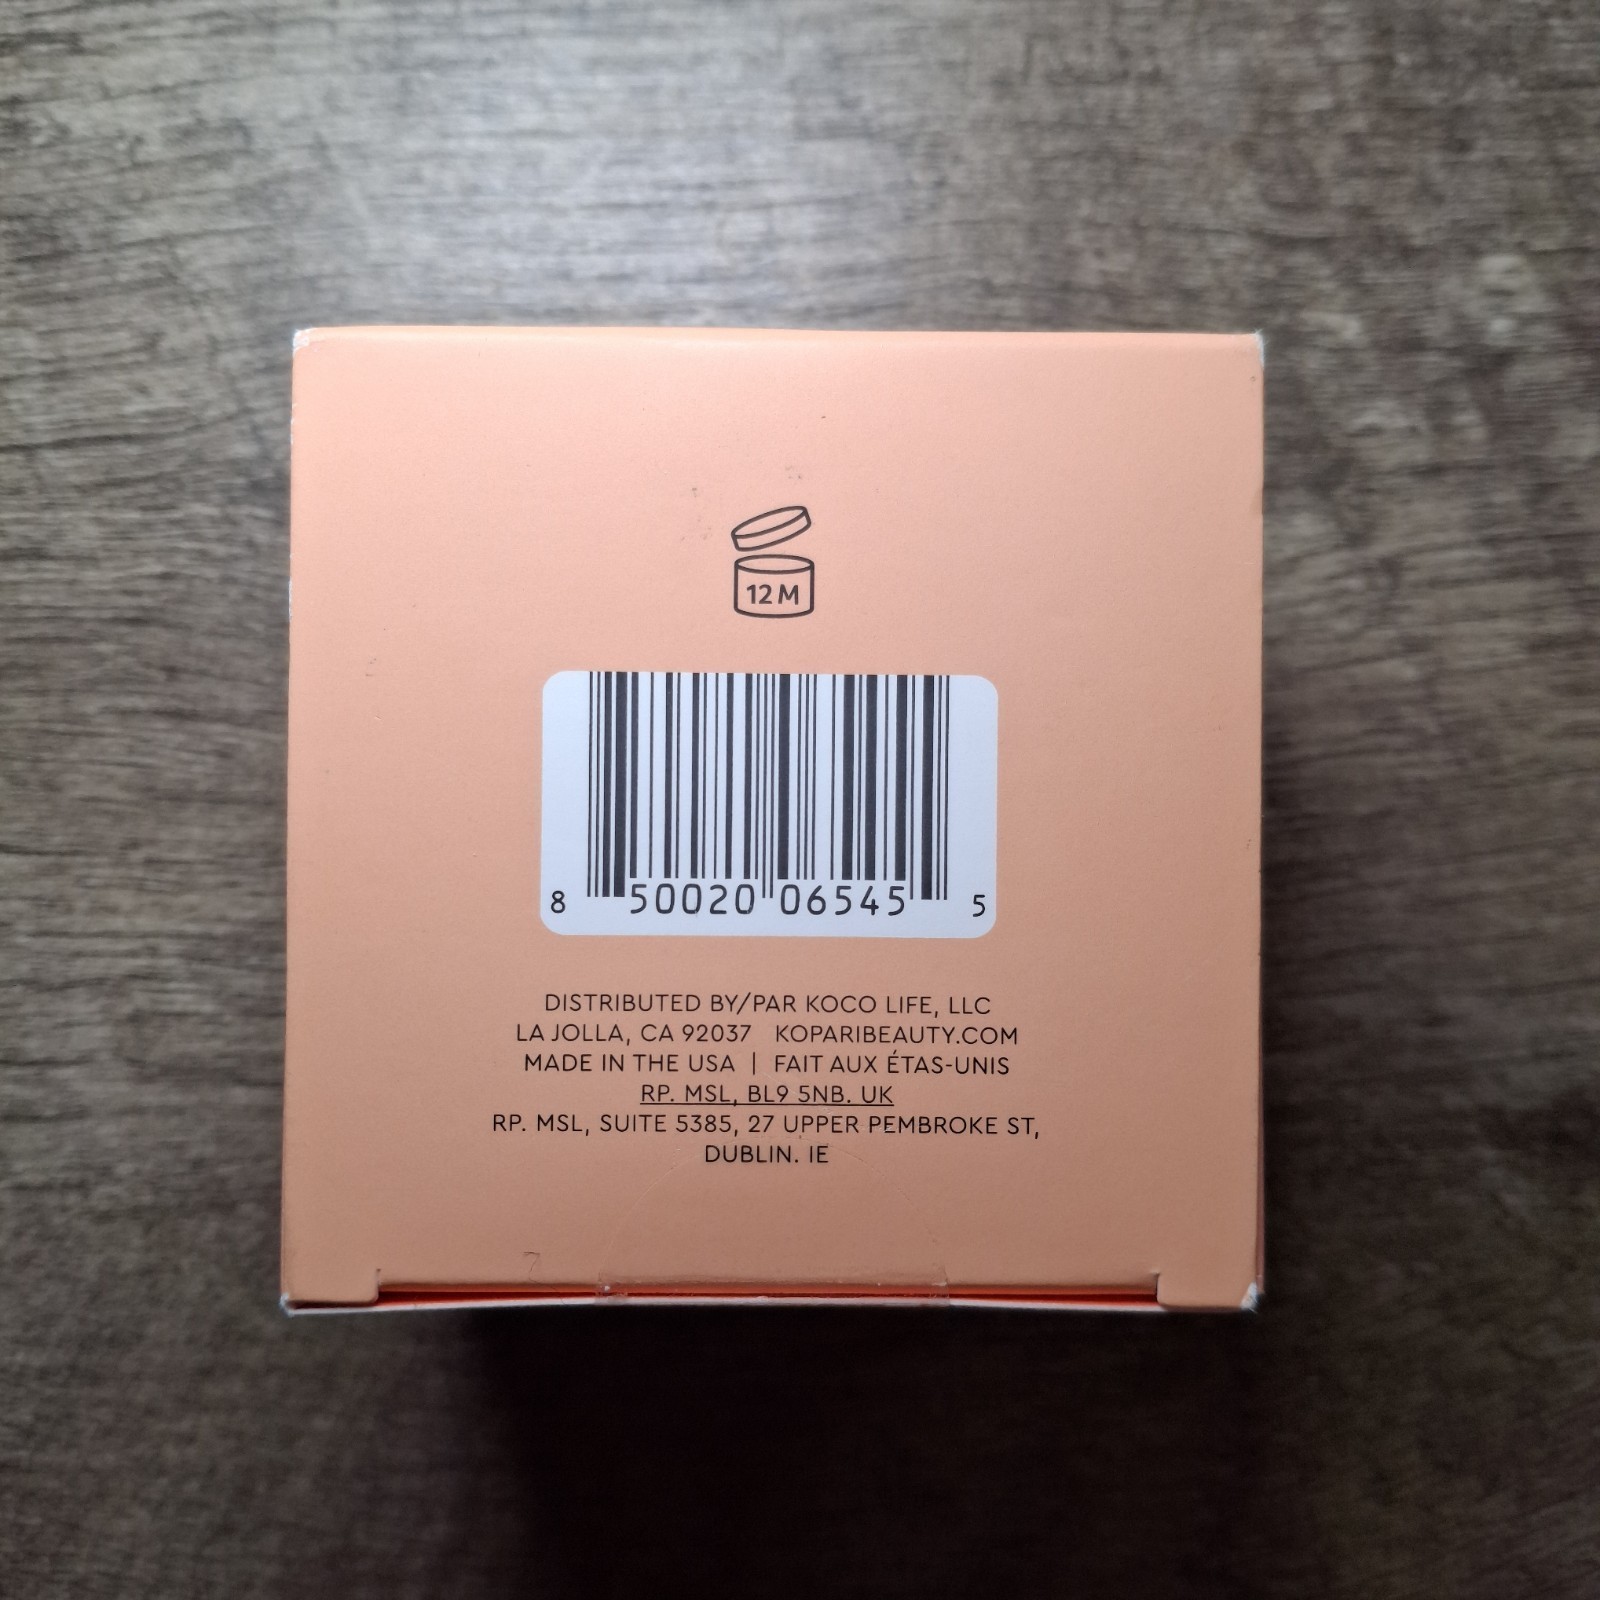 12M
8 50020 06545 5
DISTRIBUTED BY/PAR KOCO LIFE, LLC
LA JOLLA, CA 92037 KOPARIBEAUTY.COM
MADE IN THE USA | FAIT AUX ÉTAS-UNIS
RP. MSL, BL9 5NB. UK
RP. MSL, SUITE 5385, 27 UPPER PEMBROKE ST,
DUBLIN. IE